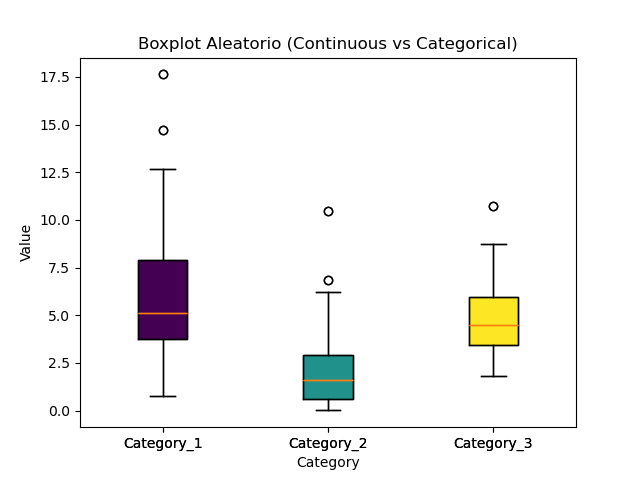 Boxplot Aleatorio (Continuous vs Categorical)
17.5
15.0
12.5
10.0
7.5
5.0
2.5
0.0
Value
Category_1 Category_2 Category_3
Category